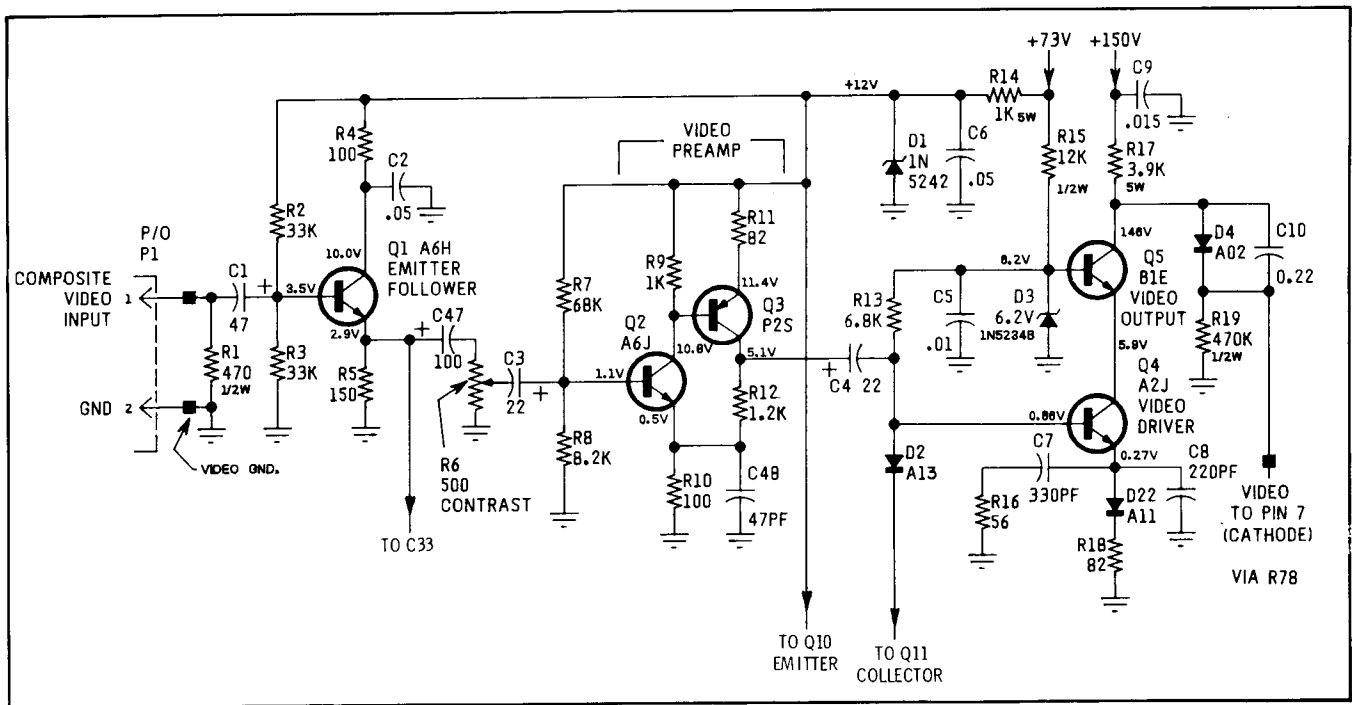 +73V
+150V
C9
.015
+12V
R14
1K 5W
R4
100
VIDEO
PREAMP
D1
1N
5242
C6
.05
R15
12K
1/2W
R17
3.9K
5W
C2
.05
R2
33K
R11
82
P/O
P1
COMPOSITE
VIDEO
INPUT
1
C1
47
+
10.0V
Q1 A6H
EMITTER
FOLLOWER
3.5V
2.9V
R9
1K
R7
68K
11.4V
Q3
P2S
Q2
A6J
10.8V
5.1V
1.1V
0.5V
R13
6.8K
C5
.01
8.2V
D3
6.2V
1N5234B
146V
Q5
B1E
VIDEO
OUTPUT
D4
A02
C10
0.22
R19
470K
1/2W
5.9V
R1
470
1/2W
R3
33K
R5
150
+
C47
100
C3
22
+
+
C4
22
R12
1.2K
Q4
A2J
VIDEO
DRIVER
GND
2
VIDEO GND.
R6
500
CONTRAST
R8
8.2K
R10
100
C48
47PF
D2
A13
0.88V
C7
330PF
0.27V
C8
220PF
R16
56
D22
A11
R18
82
VIDEO
TO PIN 7
(CATHODE)
VIA R78
TO C33
TO Q10
EMITTER
TO Q11
COLLECTOR